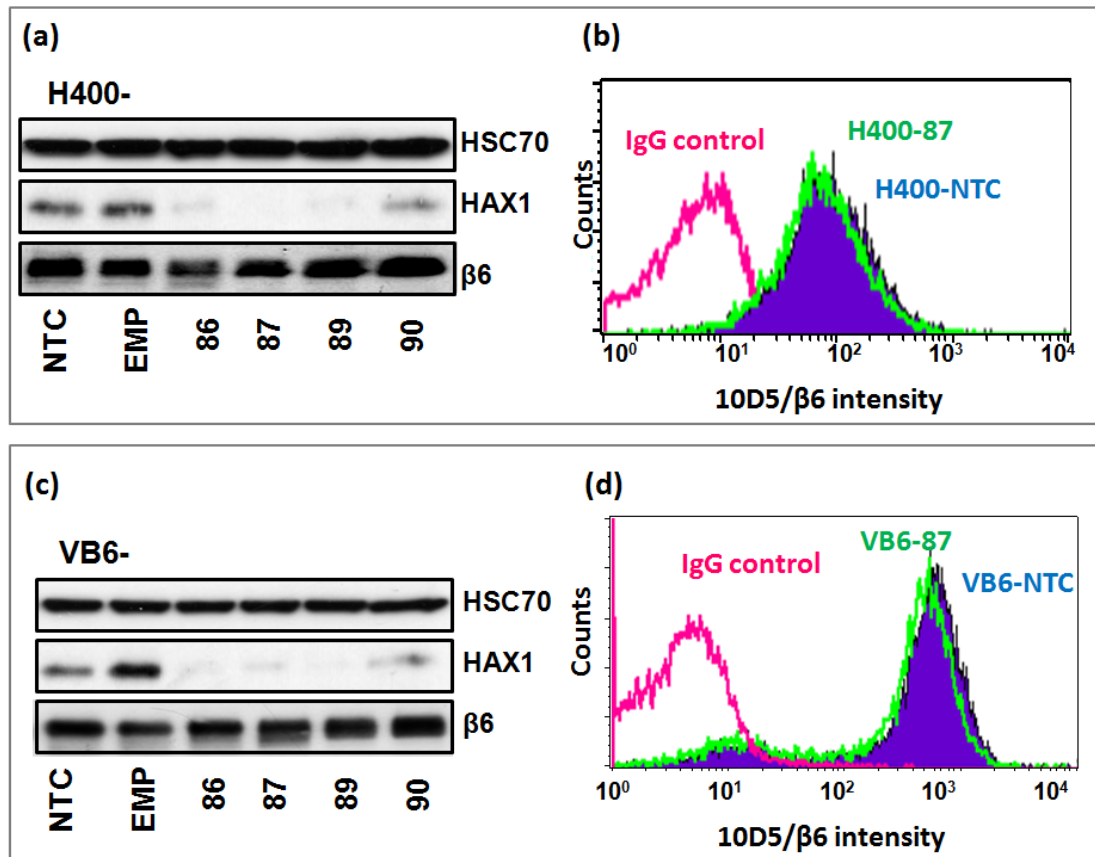 (a)
H400-
HSC70
HAX1
β6
NTC EMP 86 87 89 90
(b)
IgG control
H400-87
H400-NTC
Counts
10⁰ 10¹ 10² 10³ 10⁴
10D5/β6 intensity
(c)
VB6-
HSC70
HAX1
β6
NTC EMP 86 87 89 90
(d)
IgG control
VB6-87
VB6-NTC
Counts
10⁰ 10¹ 10² 10³ 10⁴
10D5/β6 intensity